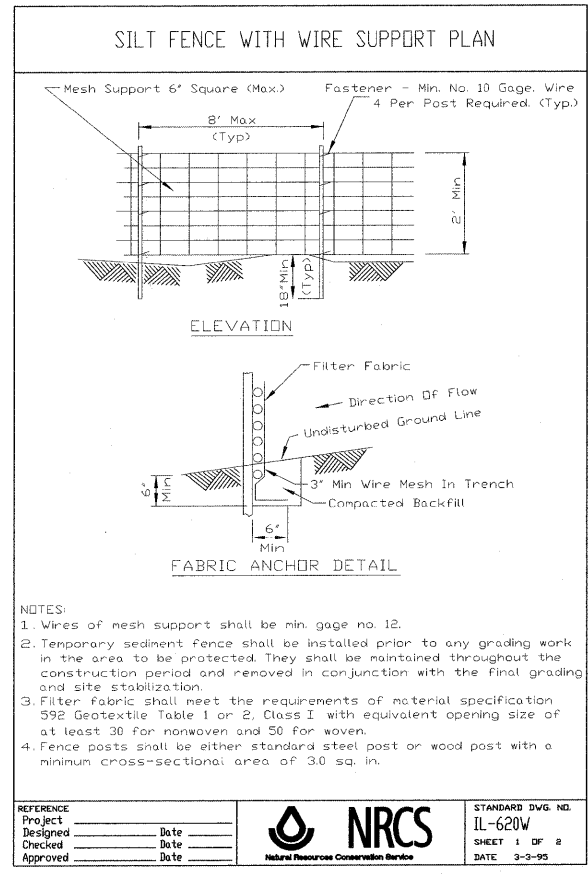 SILT FENCE WITH WIRE SUPPORT PLAN
Mesh Support 6" Square (Max.)
Fastener - Min. No. 10 Gage. Wire
4 Per Post Required. (Typ.)
8' Max
(Typ)
2' Min
18" Min
(Typ)
ELEVATION
Filter Fabric
Direction Of Flow
Undisturbed Ground Line
6"
Min
3" Min Wire Mesh In Trench
Compacted Backfill
6"
Min
FABRIC ANCHOR DETAIL
NOTES:
1. Wires of mesh support shall be min. gage no. 12.
2. Temporary sediment fence shall be installed prior to any grading work
in the area to be protected. They shall be maintained throughout the
construction period and removed in conjunction with the final grading
and site stabilization.
3. Filter fabric shall meet the requirements of material specification
592 Geotextile Table 1 or 2, Class I with equivalent opening size of
at least 30 for nonwoven and 50 for woven.
4. Fence posts shall be either standard steel post or wood post with a
minimum cross-sectional area of 3.0 sq. in.
REFERENCE
Project
Designed Date
Checked Date
Approved Date
NRCS
Natural Resources Conservation Service
STANDARD DWG. NO.
IL-620W
SHEET 1 OF 2
DATE 3-3-95